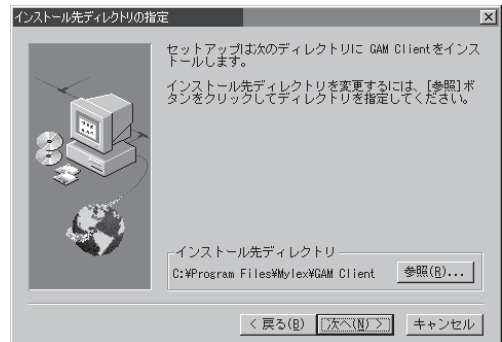 インストール先ディレクトリの指定
セットアップは次のディレクトリに GAM Clientをインス
トールします。
インストール先ディレクトリを変更するには、[参照]ボ
タンをクリックしてディレクトリを指定してください。
インストール先ディレクトリ
C:¥Program Files¥Mylex¥GAM Client
参照(R)...
< 戻る(B) 次へ(N) > キャンセル